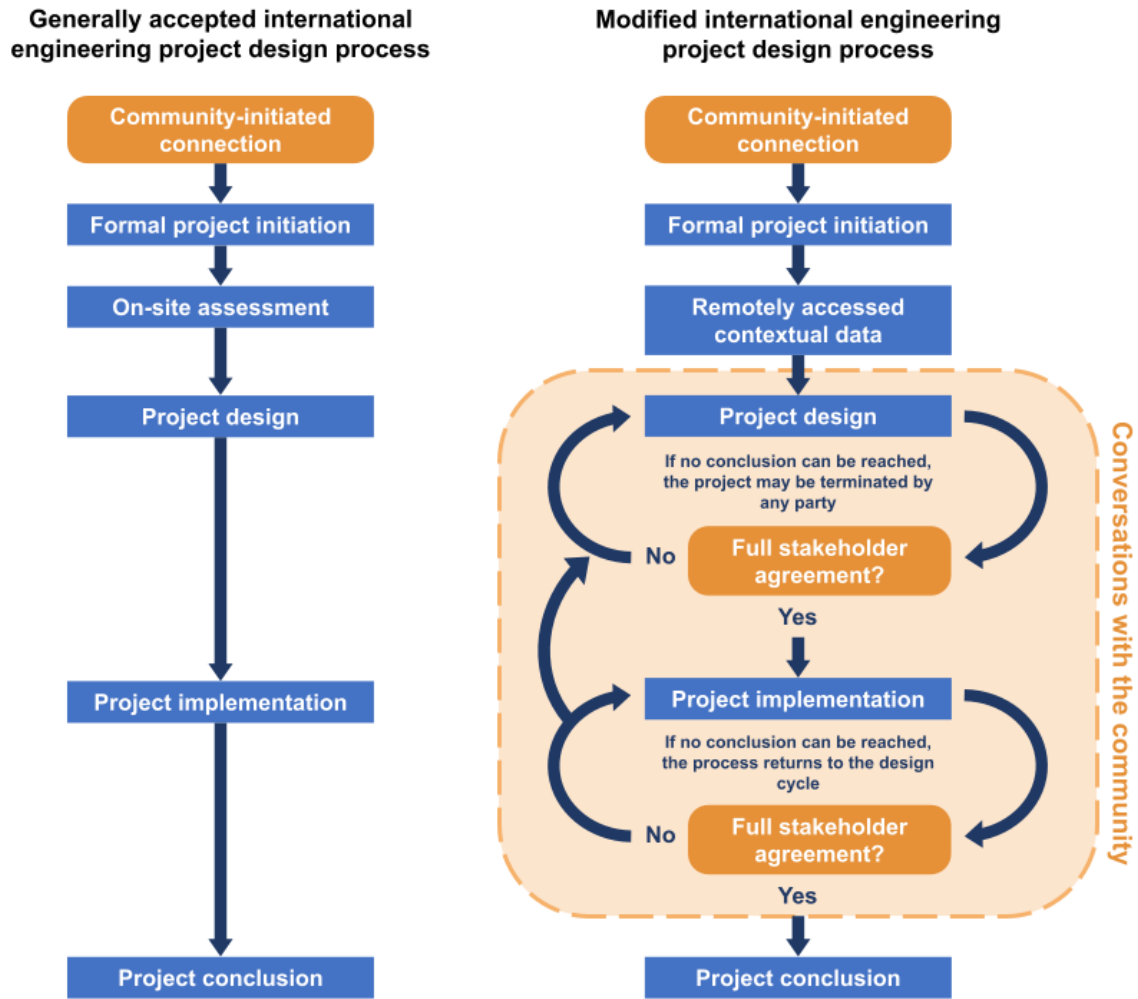 Generally accepted international
engineering project design process
Community-initiated
connection
Formal project initiation
On-site assessment
Project design
Project implementation
Project conclusion
Modified international engineering
project design process
Community-initiated
connection
Formal project initiation
Remotely accessed
contextual data
Project design
If no conclusion can be reached,
the project may be terminated by
any party
No
Full stakeholder
agreement?
Yes
Project implementation
If no conclusion can be reached,
the process returns to the design
cycle
No
Full stakeholder
agreement?
Yes
Project conclusion
Conversations with the community